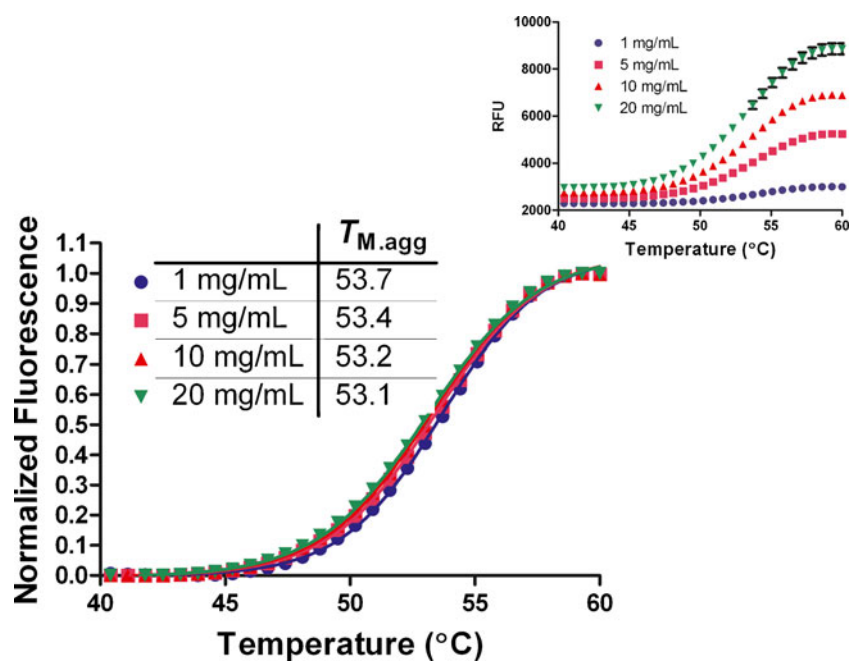 10000
8000
6000
4000
2000
RFU
1 mg/mL
5 mg/mL
10 mg/mL
20 mg/mL
40 45 50 55 60
Temperature (°C)
Normalized Fluorescence
1.1
1.0
0.9
0.8
0.7
0.6
0.5
0.4
0.3
0.2
0.1
0.0
TM.agg
1 mg/mL 53.7
5 mg/mL 53.4
10 mg/mL 53.2
20 mg/mL 53.1
40 45 50 55 60
Temperature (°C)